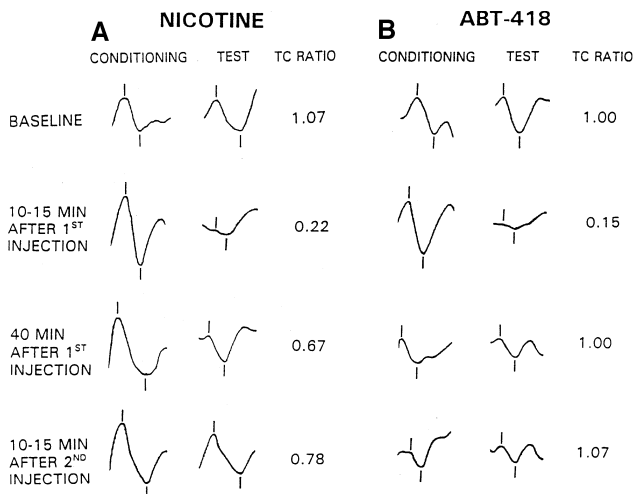 A NICOTINE B ABT-418
CONDITIONING TEST TC RATIO CONDITIONING TEST TC RATIO
BASELINE 1.07 1.00
10-15 MIN
AFTER 1ST 0.22 0.15
INJECTION
40 MIN
AFTER 1ST 0.67 1.00
INJECTION
10-15 MIN
AFTER 2ND 0.78 1.07
INJECTION